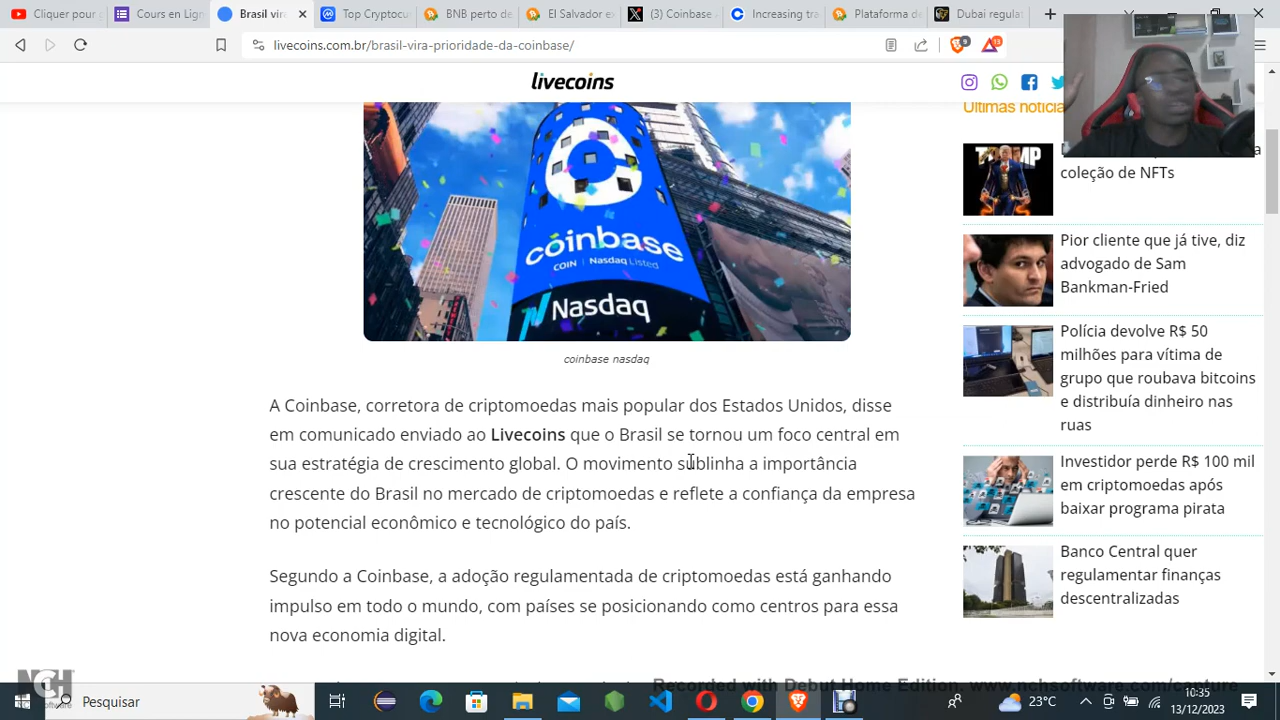 Clique para
Cours en Lign
Brasil vira
Top Cryptocu
BNB perto d
El Salvador ex
(3) Coinbase
Increasing tra
Plataforma de
Dubai regula
livecoins.com.br/brasil-vira-prioridade-da-coinbase/
9
13
livecoins
Últimas notícia
coinbase
COIN | Nasdaq Listed
Nasdaq
coinbase nasdaq
A Coinbase, corretora de criptomoedas mais popular dos Estados Unidos, disse
em comunicado enviado ao Livecoins que o Brasil se tornou um foco central em
sua estratégia de crescimento global. O movimento sublinha a importância
crescente do Brasil no mercado de criptomoedas e reflete a confiança da empresa
no potencial econômico e tecnológico do país.
Segundo a Coinbase, a adoção regulamentada de criptomoedas está ganhando
impulso em todo o mundo, com países se posicionando como centros para essa
nova economia digital.
coleção de NFTs
Pior cliente que já tive, diz
advogado de Sam
Bankman-Fried
Polícia devolve R$ 50
milhões para vítima de
grupo que roubava bitcoins
e distribuía dinheiro nas
ruas
Investidor perde R$ 100 mil
em criptomoedas após
baixar programa pirata
Banco Central quer
regulamentar finanças
descentralizadas
NCH
Recorded with Debut Home Edition. www.nchsoftware.com/capture
Pesquisar
23°C
10:35
13/12/2023